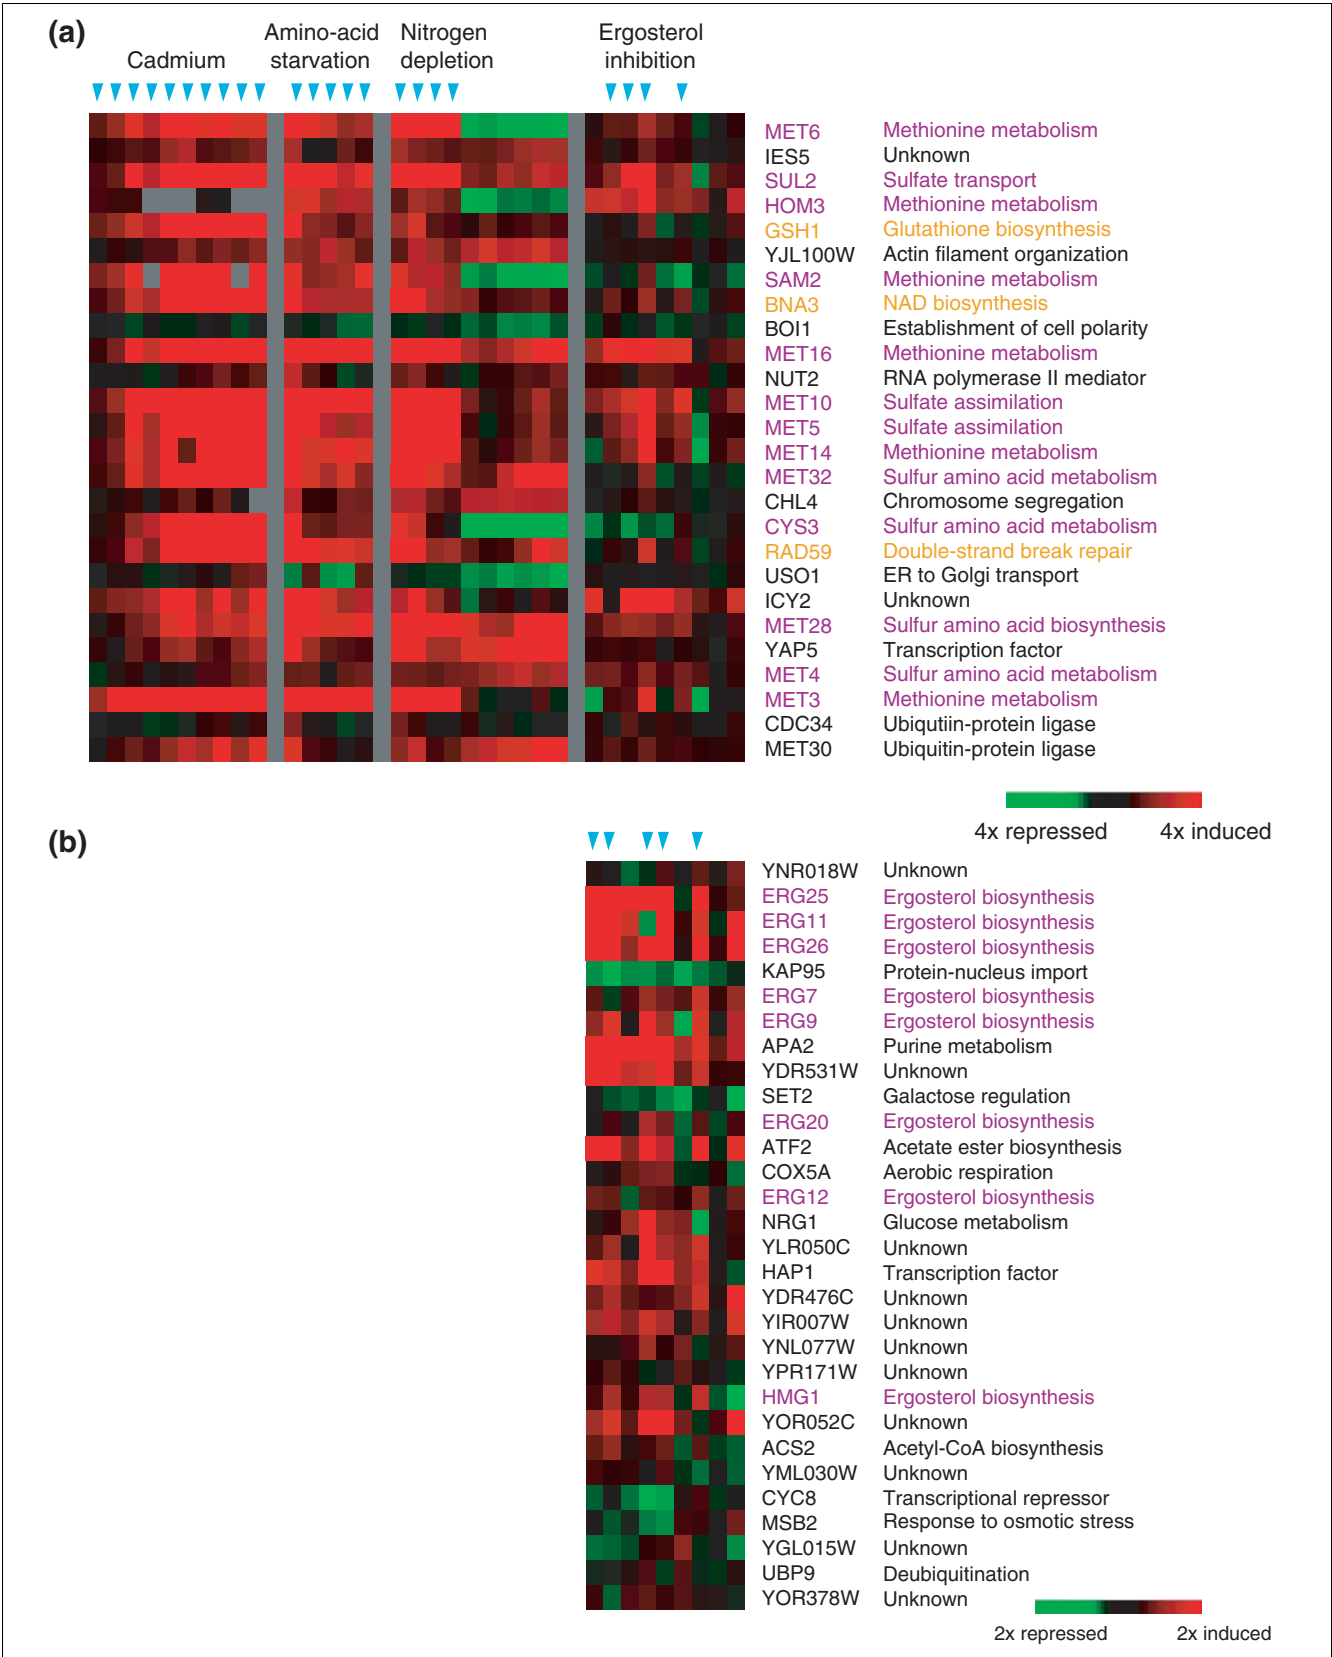 (a)
Cadmium
Amino-acid
starvation
Nitrogen
depletion
Ergosterol
inhibition
MET6 Methionine metabolism
IES5 Unknown
SUL2 Sulfate transport
HOM3 Methionine metabolism
GSH1 Glutathione biosynthesis
YJL100W Actin filament organization
SAM2 Methionine metabolism
BNA3 NAD biosynthesis
BOI1 Establishment of cell polarity
MET16 Methionine metabolism
NUT2 RNA polymerase II mediator
MET10 Sulfate assimilation
MET5 Sulfate assimilation
MET14 Methionine metabolism
MET32 Sulfur amino acid metabolism
CHL4 Chromosome segregation
CYS3 Sulfur amino acid metabolism
RAD59 Double-strand break repair
USO1 ER to Golgi transport
ICY2 Unknown
MET28 Sulfur amino acid biosynthesis
YAP5 Transcription factor
MET4 Sulfur amino acid metabolism
MET3 Methionine metabolism
CDC34 Ubiqutiin-protein ligase
MET30 Ubiquitin-protein ligase
4x repressed 4x induced
(b)
YNR018W Unknown
ERG25 Ergosterol biosynthesis
ERG11 Ergosterol biosynthesis
ERG26 Ergosterol biosynthesis
KAP95 Protein-nucleus import
ERG7 Ergosterol biosynthesis
ERG9 Ergosterol biosynthesis
APA2 Purine metabolism
YDR531W Unknown
SET2 Galactose regulation
ERG20 Ergosterol biosynthesis
ATF2 Acetate ester biosynthesis
COX5A Aerobic respiration
ERG12 Ergosterol biosynthesis
NRG1 Glucose metabolism
YLR050C Unknown
HAP1 Transcription factor
YDR476C Unknown
YIR007W Unknown
YNL077W Unknown
YPR171W Unknown
HMG1 Ergosterol biosynthesis
YOR052C Unknown
ACS2 Acetyl-CoA biosynthesis
YML030W Unknown
CYC8 Transcriptional repressor
MSB2 Response to osmotic stress
YGL015W Unknown
UBP9 Deubiquitination
YOR378W Unknown
2x repressed 2x induced